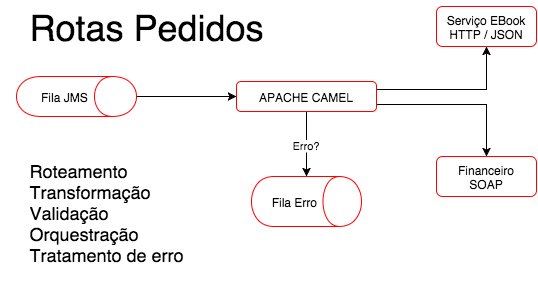 Rotas Pedidos
Serviço EBook
HTTP / JSON
Fila JMS
APACHE CAMEL
Erro?
Financeiro
SOAP
Fila Erro
Roteamento
Transformação
Validação
Orquestração
Tratamento de erro